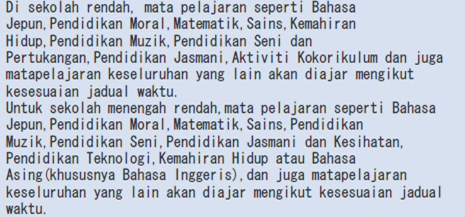 Di sekolah rendah, mata pelajaran seperti Bahasa
Jepun,Pendidikan Moral,Matematik,Sains,Kemahiran
Hidup,Pendidikan Muzik,Pendidikan Seni dan
Pertukangan,Pendidikan Jasmani,Aktiviti Kokorikulum dan juga
matapelajaran keseluruhan yang lain akan diajar mengikut
kesesuaian jadual waktu.
Untuk sekolah menengah rendah,mata pelajaran seperti Bahasa
Jepun,Pendidikan Moral,Matematik,Sains,Pendidikan
Muzik,Pendidikan Seni,Pendidikan Jasmani dan Kesihatan,
Pendidikan Teknologi,Kemahiran Hidup atau Bahasa
Asing(khususnya Bahasa Inggeris),dan juga matapelajaran
keseluruhan yang lain akan diajar mengikut kesesuaian jadual
waktu.